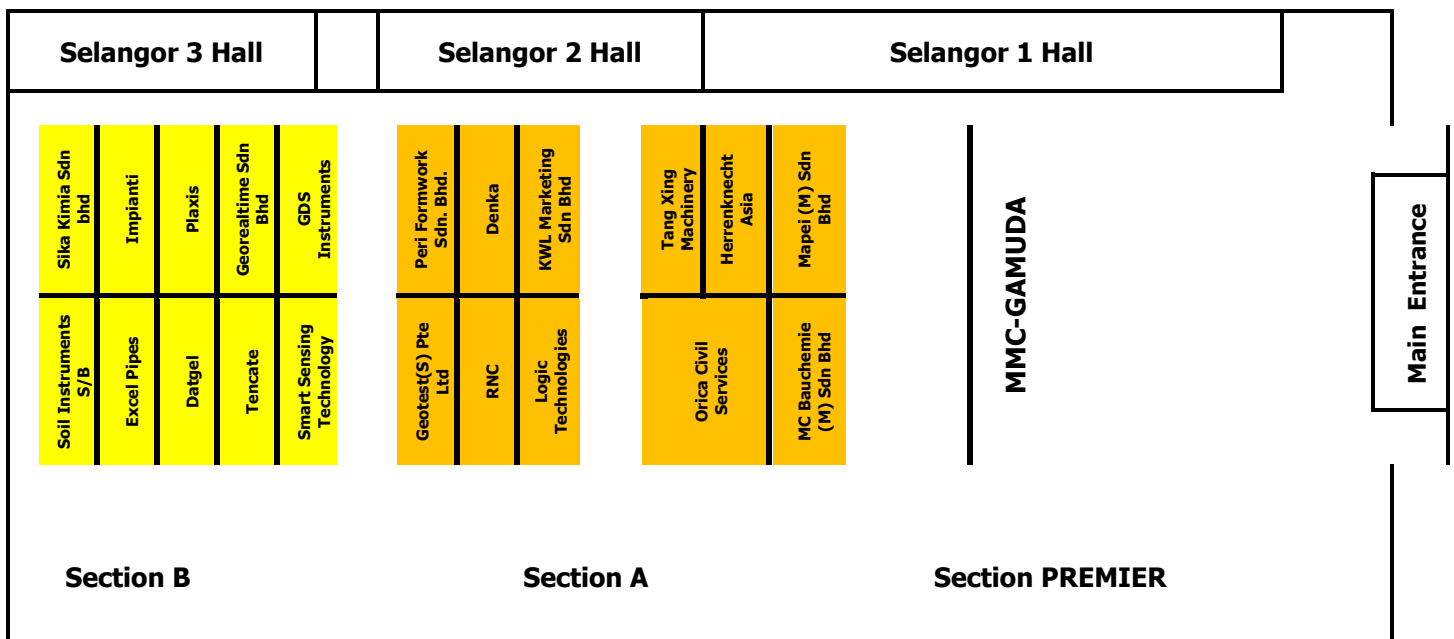 Selangor 3 Hall
Selangor 2 Hall
Selangor 1 Hall
Sika Kimia Sdn
bhd
Impianti
Plaxis
Georealtime Sdn
Bhd
GDS
Instruments
Peri Formwork
Sdn. Bhd.
Denka
KWL Marketing
Sdn Bhd
Tang Xing
Machinery
Herrenknecht
Asia
Mapei (M) Sdn
Bhd
MMC-GAMUDA
Main Entrance
Soil Instruments
S/B
Excel Pipes
Datgel
Tencate
Smart Sensing
Technology
Geotest(S) Pte
Ltd
RNC
Logic
Technologies
Orica Civil
Services
MC Bauchemie
(M) Sdn Bhd
Section B
Section A
Section PREMIER